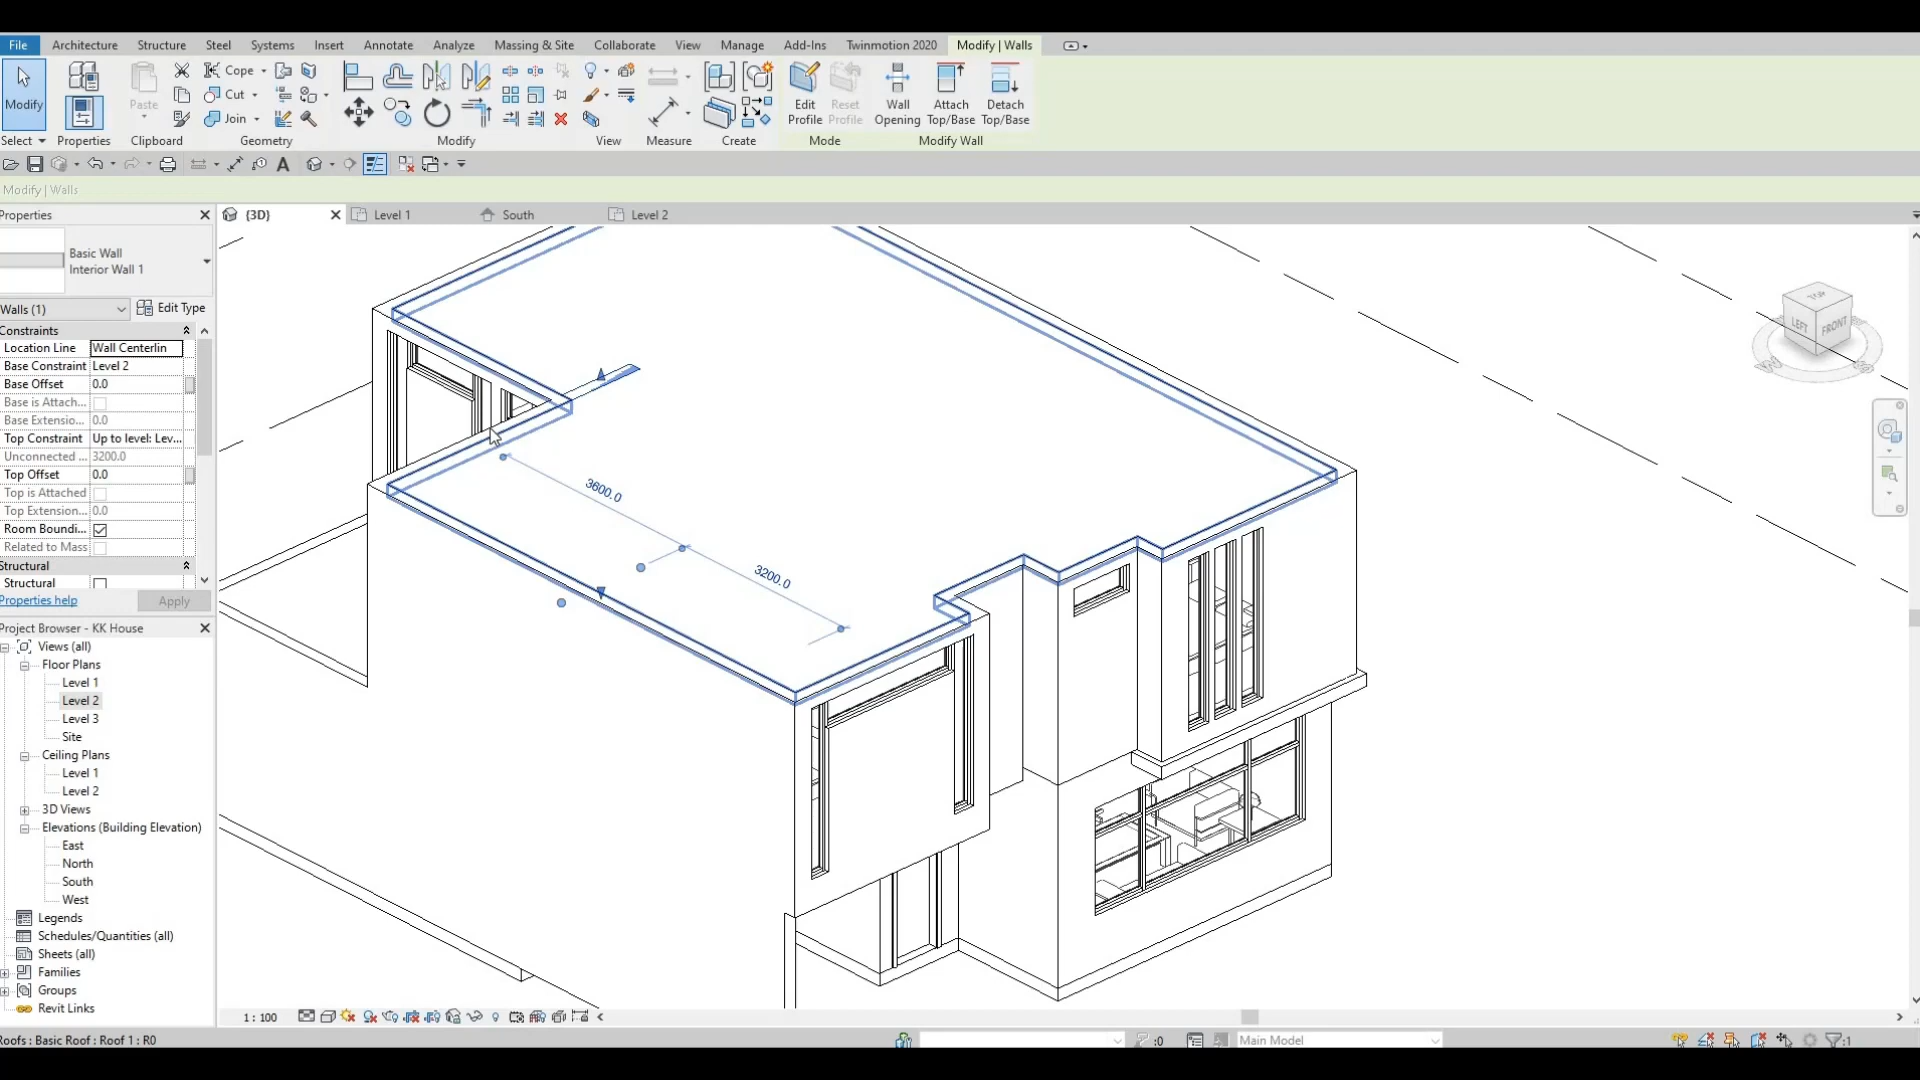 File Architecture Structure Steel Systems Insert Annotate Analyze Massing & Site Collaborate View Manage Add-Ins Twinmotion 2020 Modify | Walls
Cope
Cut
Join
Modify
Paste
Edit Profile
Reset Profile
Wall Opening
Attach Top/Base
Detach Top/Base
Select Properties Clipboard Geometry Modify View Measure Create Mode Modify Wall
Modify | Walls
Properties
{3D} Level 1 South Level 2
Basic Wall
Interior Wall 1
Walls (1) Edit Type
Constraints
Location Line Wall Centerlin
Base Constraint Level 2
Base Offset 0.0
Base is Attach...
Base Extensio... 0.0
Top Constraint Up to level: Lev...
Unconnected ... 3200.0
Top Offset 0.0
Top is Attached
Top Extension... 0.0
Room Boundi...
Related to Mass
Structural
Structural
Properties help Apply
Project Browser - KK House
Views (all)
Floor Plans
Level 1
Level 2
Level 3
Site
Ceiling Plans
Level 1
Level 2
3D Views
Elevations (Building Elevation)
East
North
South
West
Legends
Schedules/Quantities (all)
Sheets (all)
Families
Groups
Revit Links
3600.0
3200.0
TOP
LEFT FRONT
W
1 : 100
Roofs : Basic Roof : Roof 1 : R0
:0
Main Model
:1